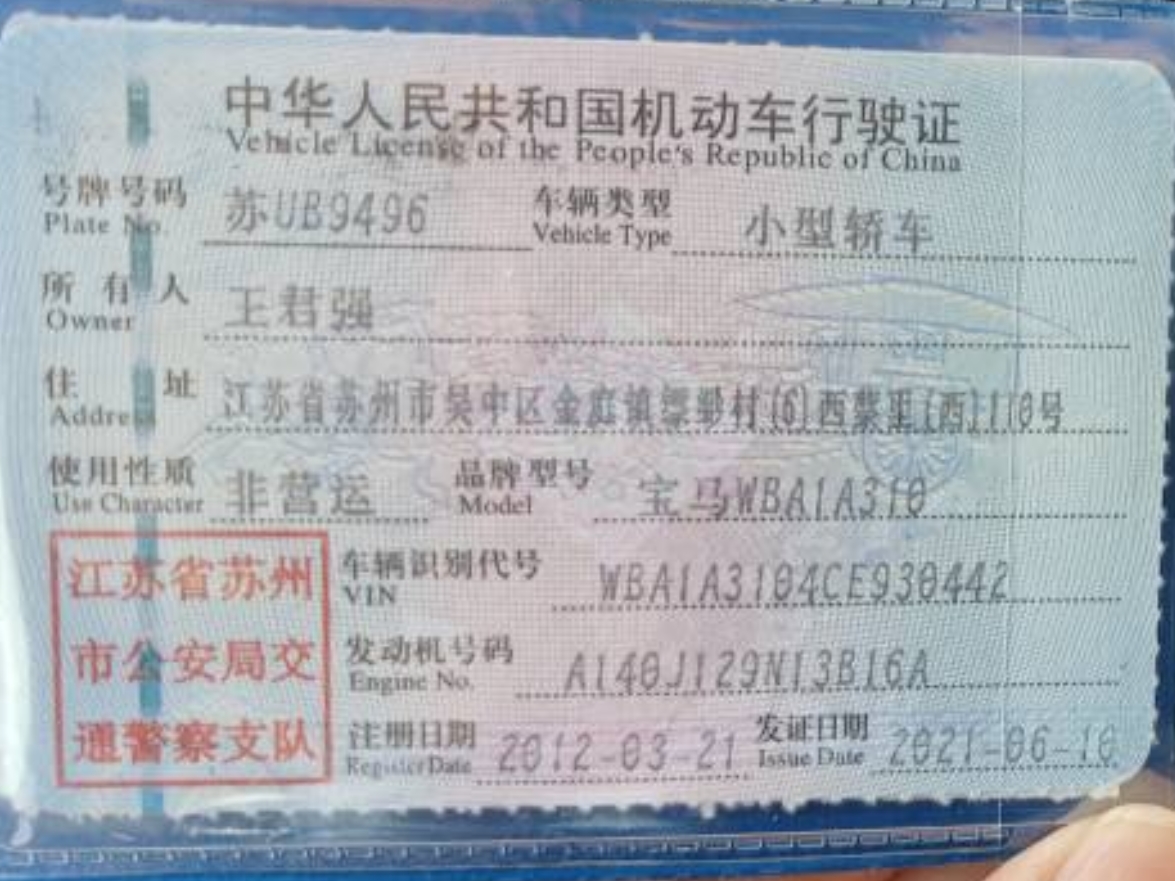 中华人民共和国机动车行驶证
Vehicle License of the People's Republic of China
号牌号码 苏UB9496 车辆类型 小型轿车
Plate No. Vehicle Type
所有人 王君强
Owner
住址 江苏省苏州市吴中区金庭镇缥缈村(6)西蔡里(西)110号
Address
使用性质 非营运 品牌型号 宝马WBA1A310
Use Character Model
江苏省苏州 车辆识别代号 WBA1A3104CE930442
VIN
市公安局交 发动机号码 A140J129N13B16A
Engine No.
通警察支队 注册日期 2012-03-21 发证日期 2021-06-10
Register Date Issue Date